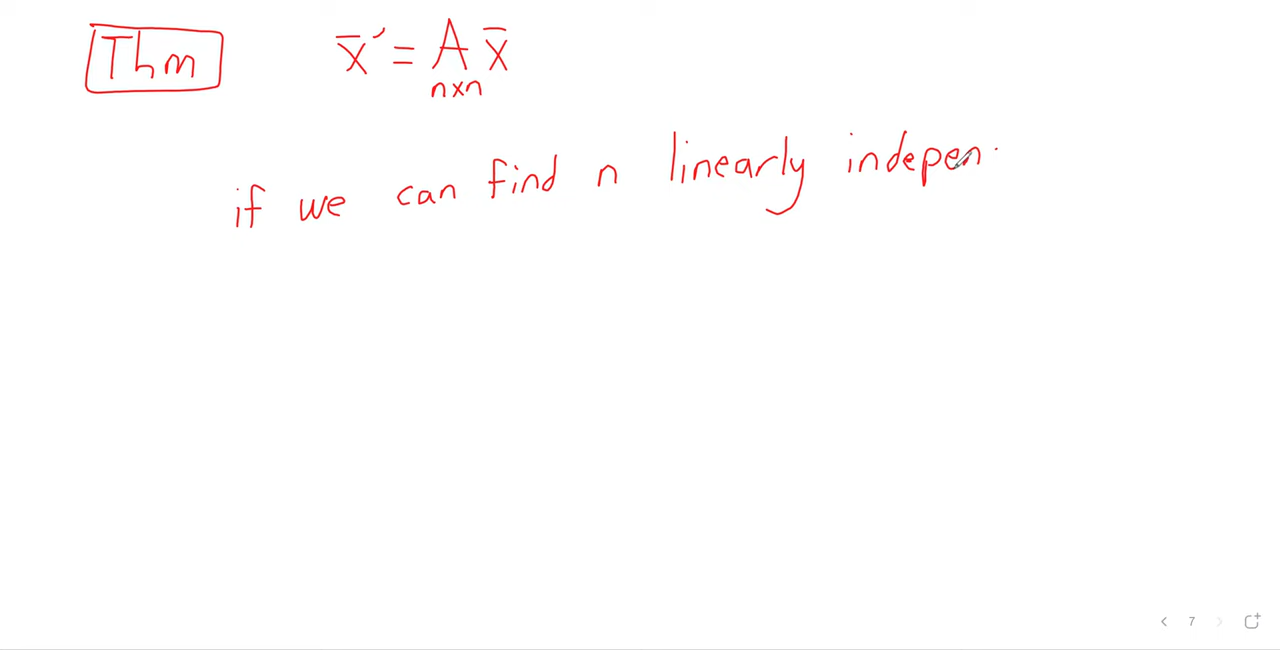 Thm x̄' = A x̄
n×n
if we can find n linearly indepen
7